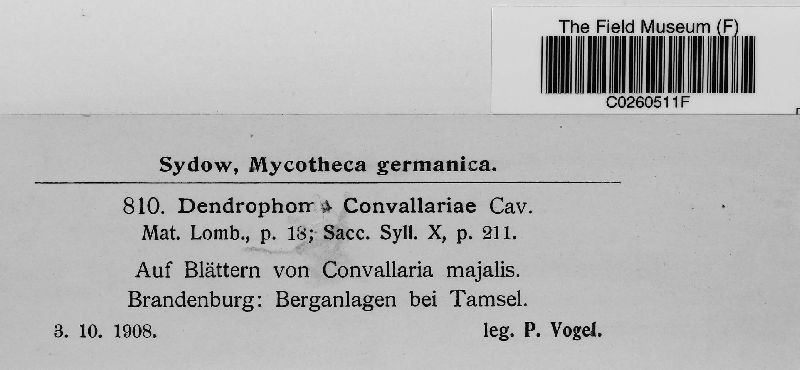 The Field Museum (F)
C0260511F
Sydow, Mycotheca germanica.
810. Dendrophoma Convallariae Cav.
Mat. Lomb., p. 18; Sacc. Syll. X, p. 211.
Auf Blättern von Convallaria majalis.
Brandenburg: Berganlagen bei Tamsel.
3. 10. 1908. leg. P. Vogel.